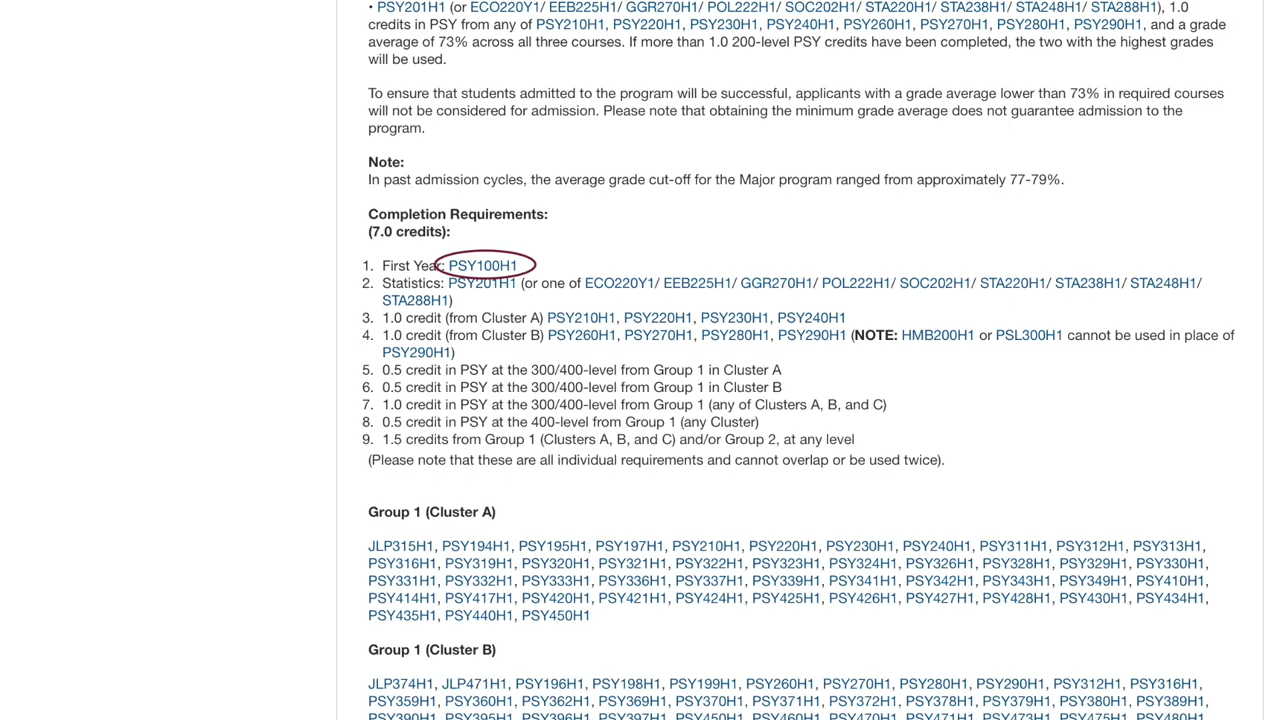 • PSY201H1 (or ECO220Y1/ EEB225H1/ GGR270H1/ POL222H1/ SOC202H1/ STA220H1/ STA238H1/ STA248H1/ STA288H1), 1.0
credits in PSY from any of PSY210H1, PSY220H1, PSY230H1, PSY240H1, PSY260H1, PSY270H1, PSY280H1, PSY290H1, and a grade
average of 73% across all three courses. If more than 1.0 200-level PSY credits have been completed, the two with the highest grades
will be used.
To ensure that students admitted to the program will be successful, applicants with a grade average lower than 73% in required courses
will not be considered for admission. Please note that obtaining the minimum grade average does not guarantee admission to the
program.
Note:
In past admission cycles, the average grade cut-off for the Major program ranged from approximately 77-79%.
Completion Requirements:
(7.0 credits):
1. First Year: PSY100H1
2. Statistics: PSY201H1 (or one of ECO220Y1/ EEB225H1/ GGR270H1/ POL222H1/ SOC202H1/ STA220H1/ STA238H1/ STA248H1/
STA288H1)
3. 1.0 credit (from Cluster A) PSY210H1, PSY220H1, PSY230H1, PSY240H1
4. 1.0 credit (from Cluster B) PSY260H1, PSY270H1, PSY280H1, PSY290H1 (NOTE: HMB200H1 or PSL300H1 cannot be used in place of
PSY290H1)
5. 0.5 credit in PSY at the 300/400-level from Group 1 in Cluster A
6. 0.5 credit in PSY at the 300/400-level from Group 1 in Cluster B
7. 1.0 credit in PSY at the 300/400-level from Group 1 (any of Clusters A, B, and C)
8. 0.5 credit in PSY at the 400-level from Group 1 (any Cluster)
9. 1.5 credits from Group 1 (Clusters A, B, and C) and/or Group 2, at any level
(Please note that these are all individual requirements and cannot overlap or be used twice).
Group 1 (Cluster A)
JLP315H1, PSY194H1, PSY195H1, PSY197H1, PSY210H1, PSY220H1, PSY230H1, PSY240H1, PSY311H1, PSY312H1, PSY313H1,
PSY316H1, PSY319H1, PSY320H1, PSY321H1, PSY322H1, PSY323H1, PSY324H1, PSY326H1, PSY328H1, PSY329H1, PSY330H1,
PSY331H1, PSY332H1, PSY333H1, PSY336H1, PSY337H1, PSY339H1, PSY341H1, PSY342H1, PSY343H1, PSY349H1, PSY410H1,
PSY414H1, PSY417H1, PSY420H1, PSY421H1, PSY424H1, PSY425H1, PSY426H1, PSY427H1, PSY428H1, PSY430H1, PSY434H1,
PSY435H1, PSY440H1, PSY450H1
Group 1 (Cluster B)
JLP374H1, JLP471H1, PSY196H1, PSY198H1, PSY199H1, PSY260H1, PSY270H1, PSY280H1, PSY290H1, PSY312H1, PSY316H1,
PSY359H1, PSY360H1, PSY362H1, PSY369H1, PSY370H1, PSY371H1, PSY372H1, PSY378H1, PSY379H1, PSY380H1, PSY389H1,
PSY390H1, PSY395H1, PSY396H1, PSY397H1, PSY450H1, PSY460H1, PSY470H1, PSY471H1, PSY473H1, PSY475H1, PSY480H1